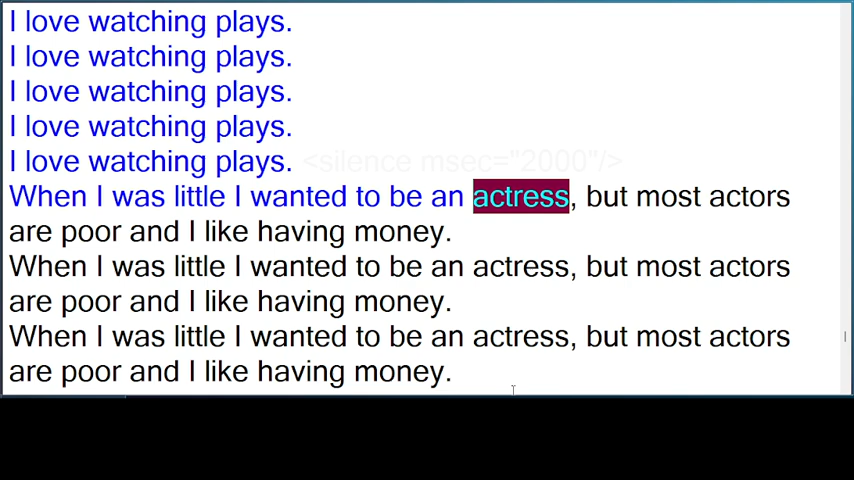 I love watching plays.
I love watching plays.
I love watching plays.
I love watching plays.
I love watching plays. <silence msec="2000"/>
When I was little I wanted to be an actress, but most actors
are poor and I like having money.
When I was little I wanted to be an actress, but most actors
are poor and I like having money.
When I was little I wanted to be an actress, but most actors
are poor and I like having money.